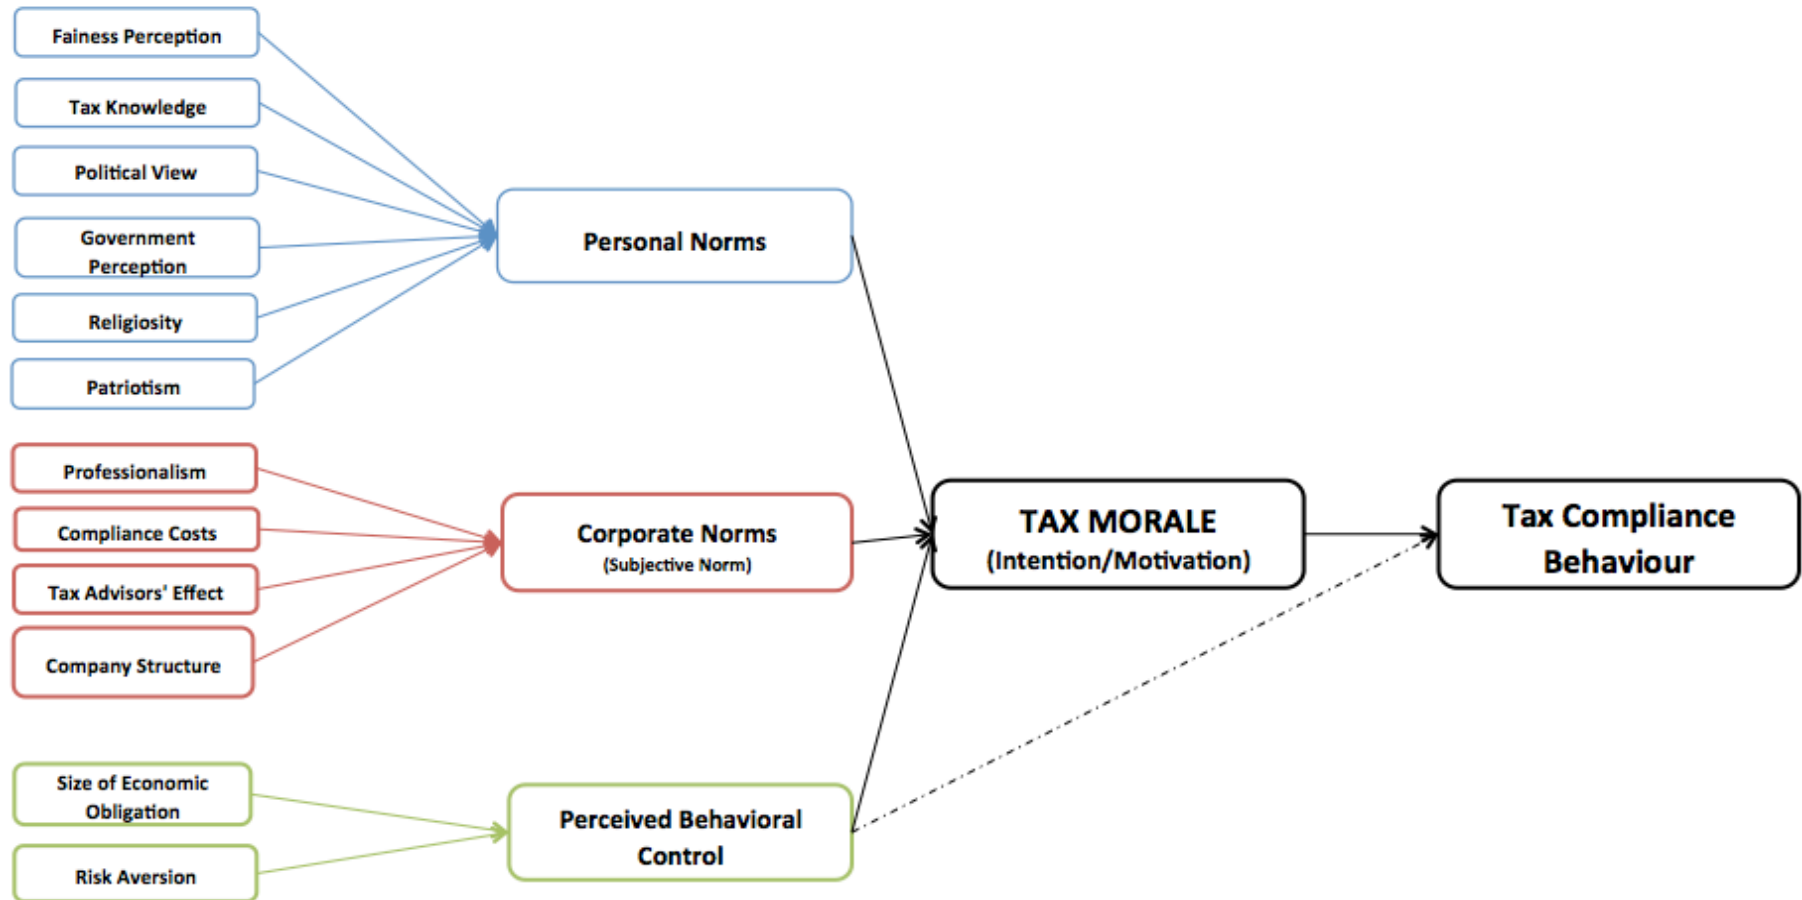 Fainess Perception
Tax Knowledge
Political View
Government
Perception
Religiosity
Patriotism
Personal Norms
Professionalism
Compliance Costs
Tax Advisors' Effect
Company Structure
Corporate Norms
(Subjective Norm)
Size of Economic
Obligation
Risk Aversion
Perceived Behavioral
Control
TAX MORALE
(Intention/Motivation)
Tax Compliance
Behaviour